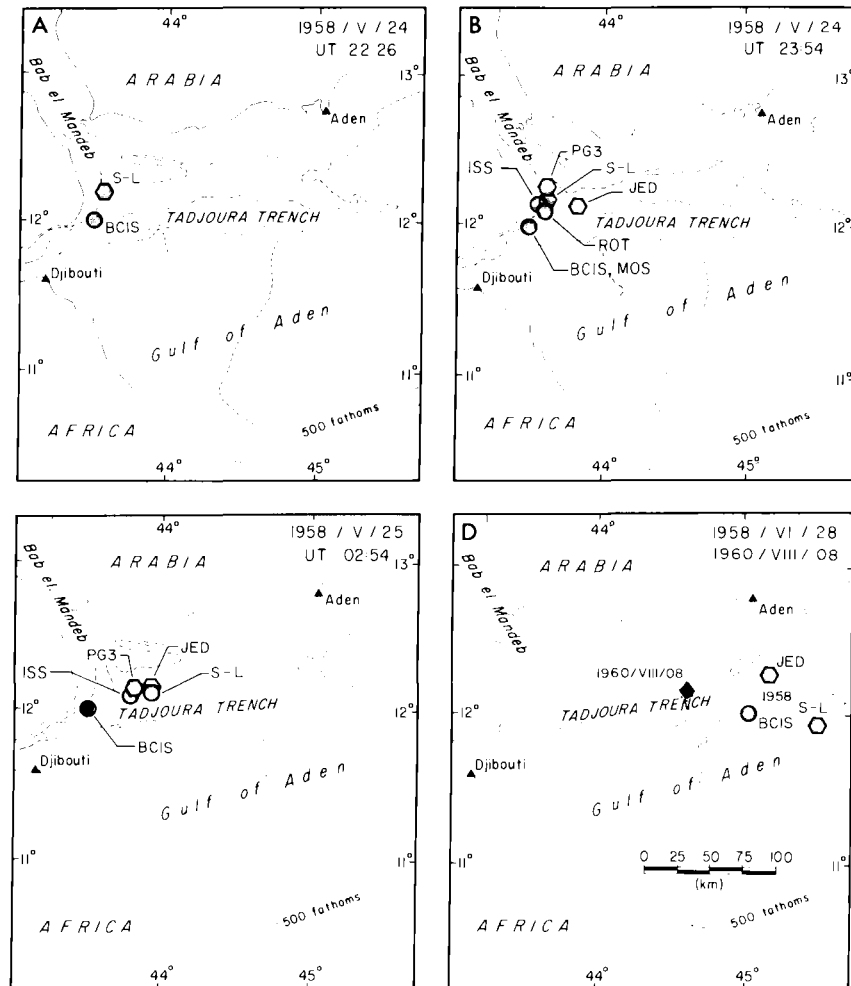 A
44°
1958 / V / 24
UT 22 26
13°
Bab el Mandeb
ARABIA
Aden
S-L
12°
BCIS
TADJOURA TRENCH
12°
Djibouti
Gulf of Aden
11°
11°
AFRICA
500 fathoms
44°
45°
B
44°
1958 / V / 24
UT 23:54
13°
Bab el Mandeb
ARABIA
Aden
PG3
S-L
ISS
JED
12°
TADJOURA TRENCH
12°
ROT
BCIS, MOS
Djibouti
Gulf of Aden
11°
11°
AFRICA
500 fathoms
44°
45°
44°
1958 / V / 25
UT 02:54
13°
Bab el Mandeb
ARABIA
Aden
PG3
JED
ISS
S-L
12°
TADJOURA TRENCH
12°
BCIS
Djibouti
Gulf of Aden
11°
11°
AFRICA
500 fathoms
44°
45°
D
44°
1958 / VI / 28
1960 / VIII / 08
13°
Bab el Mandeb
ARABIA
Aden
JED
1960/VIII/08
1958
S-L
12°
TADJOURA TRENCH
BCIS
12°
Djibouti
Gulf of Aden
0 25 50 75 100
(km)
11°
11°
AFRICA
500 fathoms
44°
45°